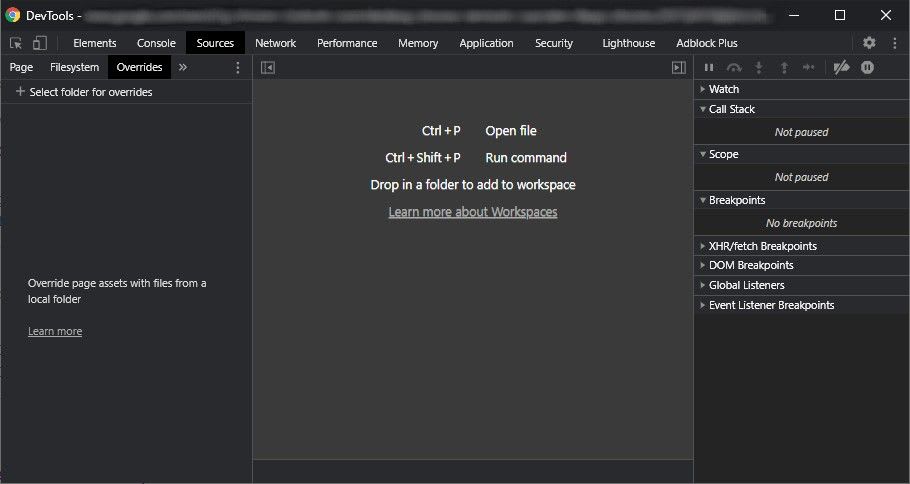 DevTools -
Elements Console Sources Network Performance Memory Application Security Lighthouse Adblock Plus
Page Filesystem Overrides »
+ Select folder for overrides
Override page assets with files from a
local folder
Learn more
Ctrl + P Open file
Ctrl + Shift + P Run command
Drop in a folder to add to workspace
Learn more about Workspaces
Watch
Call Stack
Not paused
Scope
Not paused
Breakpoints
No breakpoints
XHR/fetch Breakpoints
DOM Breakpoints
Global Listeners
Event Listener Breakpoints